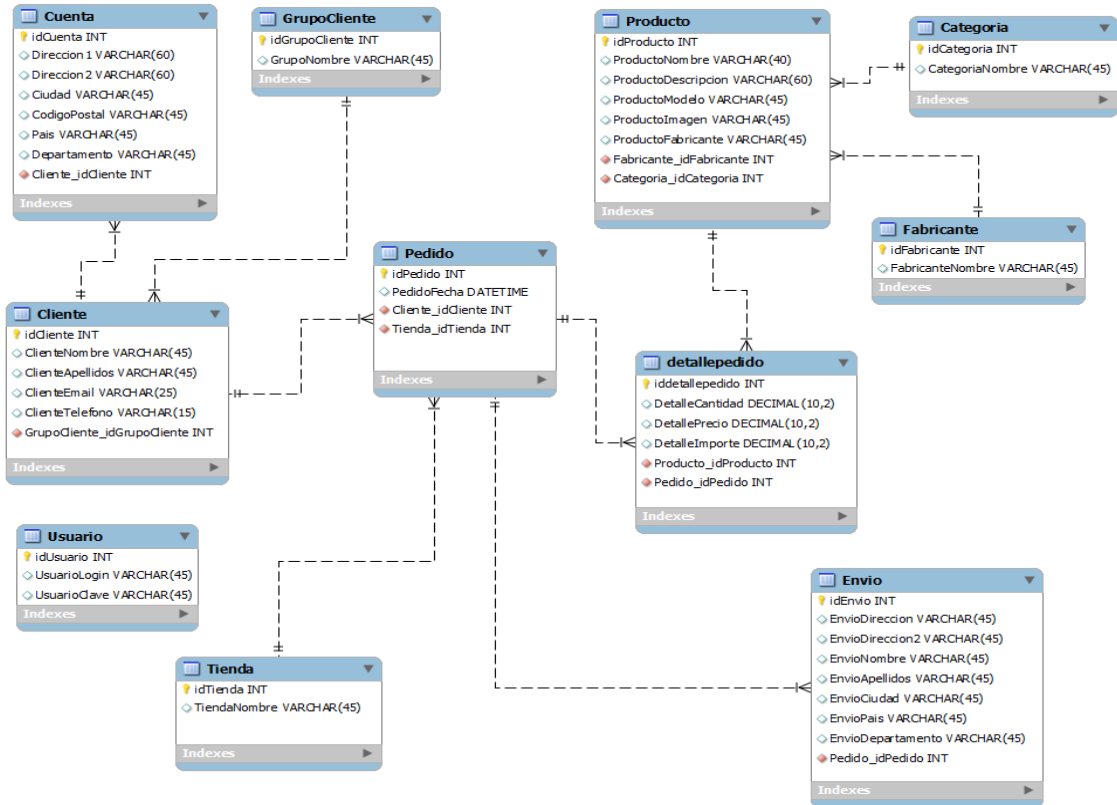 Cuenta
idCuenta INT
Direccion1 VARCHAR(60)
Direccion2 VARCHAR(60)
Ciudad VARCHAR(45)
CodigoPostal VARCHAR(45)
Pais VARCHAR(45)
Departamento VARCHAR(45)
Cliente_idCliente INT
Indexes
GrupoCliente
idGrupoCliente INT
GrupoNombre VARCHAR(45)
Indexes
Producto
idProducto INT
ProductoNombre VARCHAR(40)
ProductoDescripcion VARCHAR(60)
ProductoModelo VARCHAR(45)
ProductoImagen VARCHAR(45)
ProductoFabricante VARCHAR(45)
Fabricante_idFabricante INT
Categoria_idCategoria INT
Indexes
Categoria
idCategoria INT
CategoriaNombre VARCHAR(45)
Indexes
Fabricante
idFabricante INT
FabricanteNombre VARCHAR(45)
Indexes
Pedido
idPedido INT
PedidoFecha DATETIME
Cliente_idCliente INT
Tienda_idTienda INT
Indexes
Cliente
idCliente INT
ClienteNombre VARCHAR(45)
ClienteApellidos VARCHAR(45)
ClienteEmail VARCHAR(25)
ClienteTelefono VARCHAR(15)
GrupoCliente_idGrupoCliente INT
Indexes
detallepedido
iddetallepedido INT
DetalleCantidad DECIMAL(10,2)
DetallePrecio DECIMAL(10,2)
DetalleImporte DECIMAL(10,2)
Producto_idProducto INT
Pedido_idPedido INT
Indexes
Usuario
idUsuario INT
UsuarioLogin VARCHAR(45)
UsuarioClave VARCHAR(45)
Indexes
Tienda
idTienda INT
TiendaNombre VARCHAR(45)
Indexes
Envio
idEnvio INT
EnvioDireccion VARCHAR(45)
EnvioDireccion2 VARCHAR(45)
EnvioNombre VARCHAR(45)
EnvioApellidos VARCHAR(45)
EnvioCiudad VARCHAR(45)
EnvioPais VARCHAR(45)
EnvioDepartamento VARCHAR(45)
Pedido_idPedido INT
Indexes